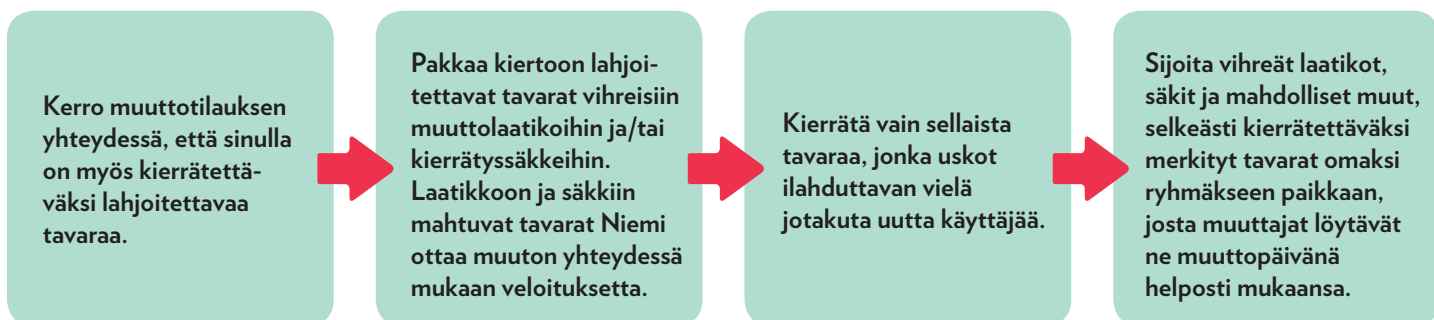 Kerro muuttotilauksen
yhteydessä, että sinulla
on myös kierrätettä-
väksi lahjoitettavaa
tavaraa.
Pakkaa kiertoon lahjoi-
tettavat tavarat vihreisiin
muuttolaatikoihin ja/tai
kierrätyssäkkeihin.
Laatikkoon ja säkkiin
mahtuvat tavarat Niemi
ottaa muuton yhteydessä
mukaan veloituksetta.
Kierrätä vain sellaista
tavaraa, jonka uskot
ilahduttavan vielä
jotakuta uutta käyttäjää.
Sijoita vihreät laatikot,
säkit ja mahdolliset muut,
selkeästi kierrätettäväksi
merkityt tavarat omaksi
ryhmäkseen paikkaan,
josta muuttajat löytävät
ne muuttopäivänä
helposti mukaansa.